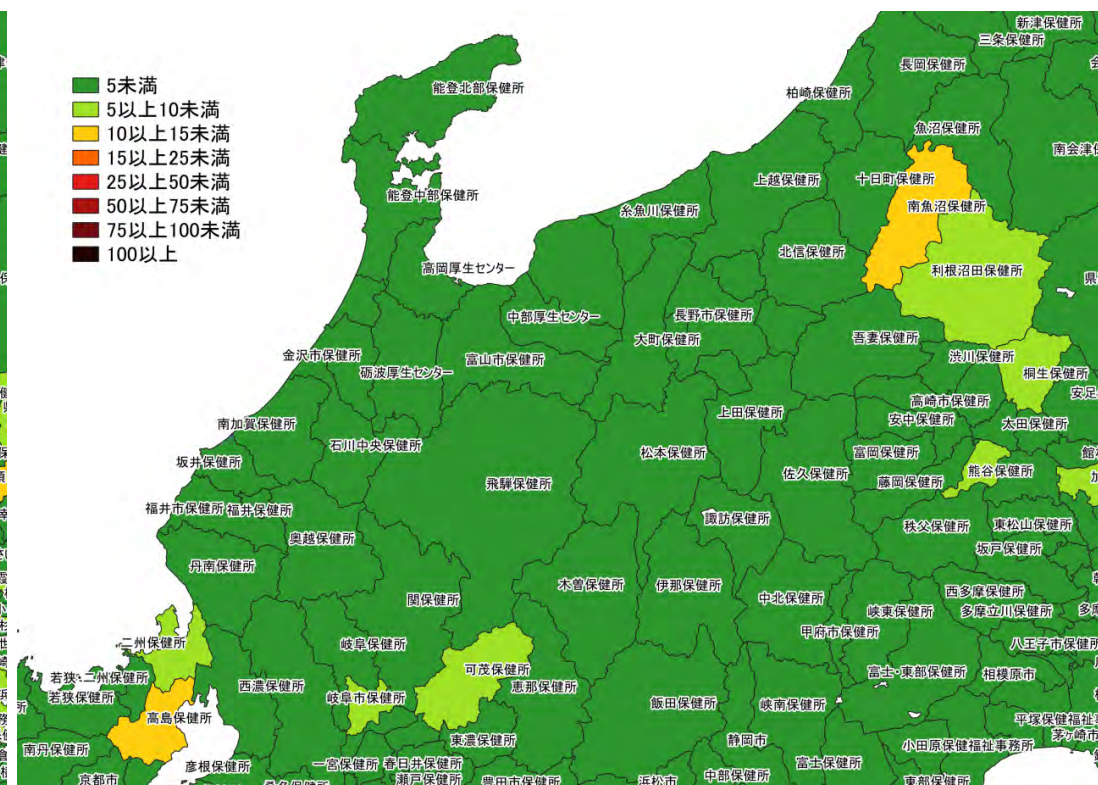 5未満
5以上10未満
10以上15未満
15以上25未満
25以上50未満
50以上75未満
75以上100未満
100以上
新津保健所
三条保健所
長岡保健所
能登北部保健所
柏崎保健所
魚沼保健所
南会津保
十日町保健所
上越保健所
能登中部保健所
南魚沼保健所
糸魚川保健所
北信保健所
高岡厚生センター
利根沼田保健所
中部厚生センター
長野市保健所
大町保健所
吾妻保健所
金沢市保健所
富山市保健所
渋川保健所
砺波厚生センター
桐生保健所
安足
高崎市保健所
上田保健所
安中保健所
太田保健所
南加賀保健所
石川中央保健所
松本保健所
富岡保健所
坂井保健所
佐久保健所
熊谷保健所
飛騨保健所
藤岡保健所
福井市保健所
福井保健所
諏訪保健所
秩父保健所
東松山保健所
奥越保健所
坂戸保健所
丹南保健所
木曽保健所
伊那保健所
西多摩保健所
中北保健所
関保健所
峡東保健所
多摩立川保健所
多摩
甲府市保健所
二州保健所
岐阜保健所
八王子市保健所
可茂保健所
若狭・二州保健所
富士・東部保健所
相模原市
西濃保健所
恵那保健所
若狭保健所
岐阜市保健所
飯田保健所
峡南保健所
高島保健所
平塚保健福祉事
茅ヶ崎市
東濃保健所
静岡市
南丹保健所
小田原保健福祉事務所
彦根保健所
一宮保健所
春日井保健所
富士保健所
京都市
瀬戸保健所
豊田市保健所
浜松市
中部保健所
東部保健所